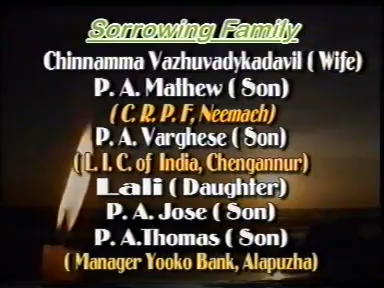 Sorrowing Family
Chinnamma Vazhuvadykadavil ( Wife)
P. A. Mathew ( Son)
( C. R. P. F, Neemach)
P. A. Varghese ( Son)
( L. I. C. of India, Chengannur)
Lali ( Daughter)
P. A. Jose ( Son)
P. A.Thomas ( Son)
( Manager Yooko Bank, Alapuzha)